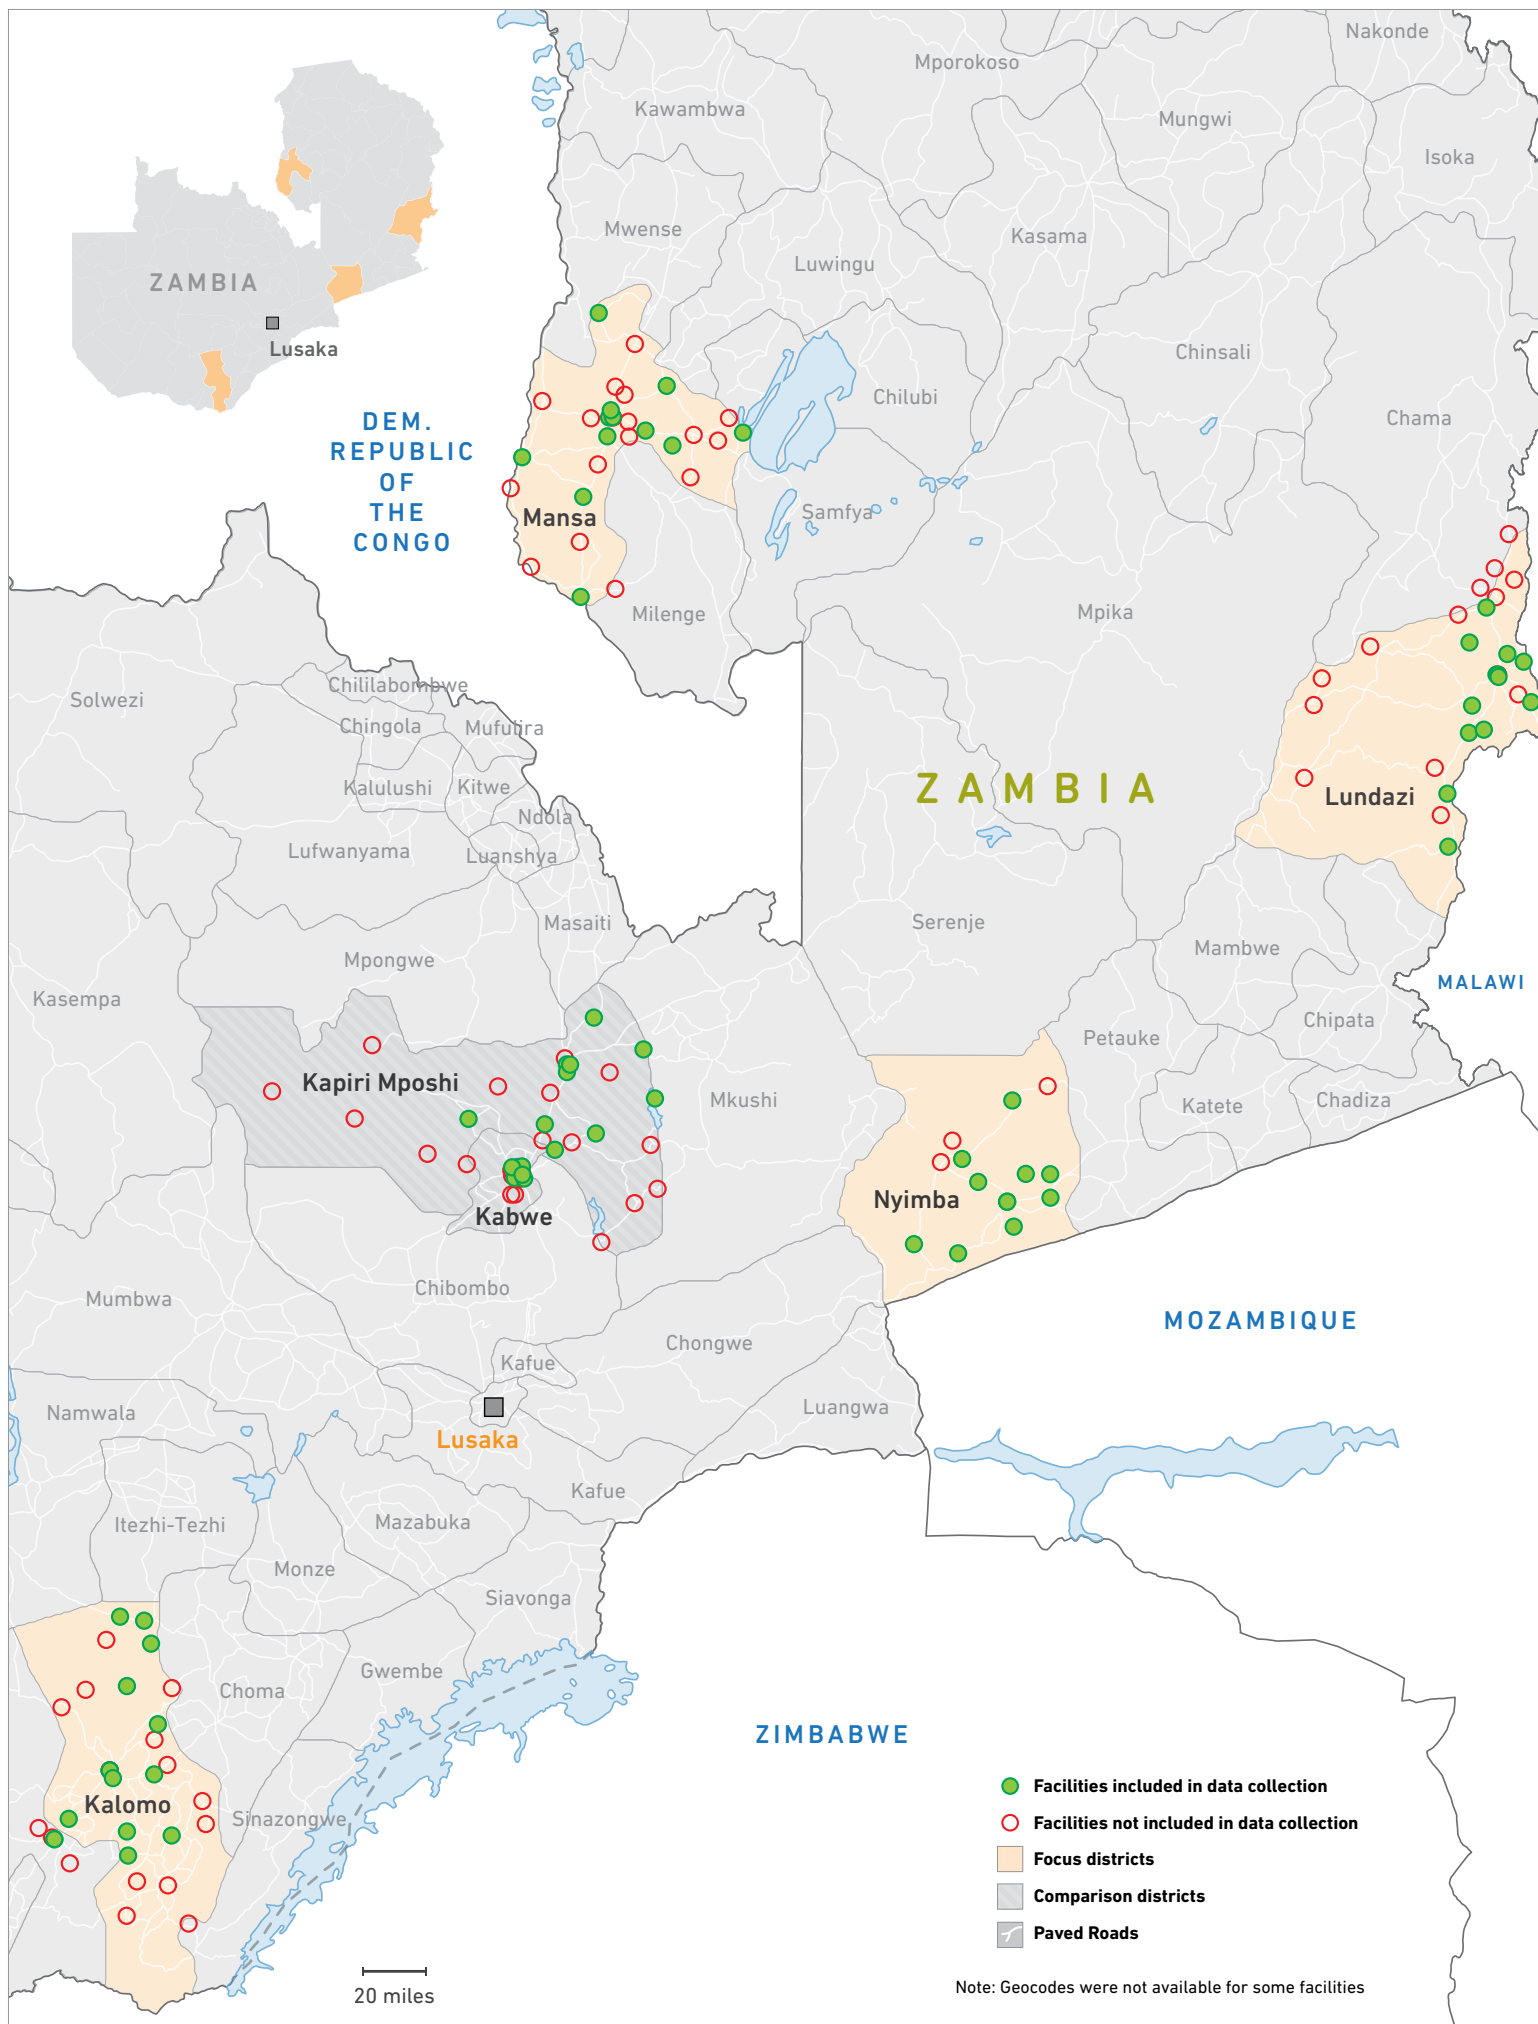 Nakonde
Mporokoso
Kawambwa
Mungwi
Isoka
Mwense
Kasama
Luwingu
ZAMBIA
Lusaka
Chinsali
Chilubi
Chama
DEM.
REPUBLIC
OF
THE
CONGO
Mansa
Samfya
Milenge
Mpika
Solwezi
Chililabombwe
Chingola
Mufulira
Kalulushi
Kitwe
ZAMBIA
Lundazi
Ndola
Lufwanyama
Luanshya
Masaiti
Serenje
Mambwe
Mpongwe
MALAWI
Kasempa
Chipata
Petauke
Kapiri Mposhi
Mkushi
Katete
Chadiza
Nyimba
Kabwe
Chibombo
Mumbwa
MOZAMBIQUE
Chongwe
Kafue
Namwala
Luangwa
Lusaka
Kafue
Itezhi-Tezhi
Mazabuka
Monze
Siavonga
Gwembe
Choma
ZIMBABWE
Kalomo
Sinazongwe
Facilities included in data collection
Facilities not included in data collection
Focus districts
Comparison districts
Paved Roads
20 miles
Note: Geocodes were not available for some facilities